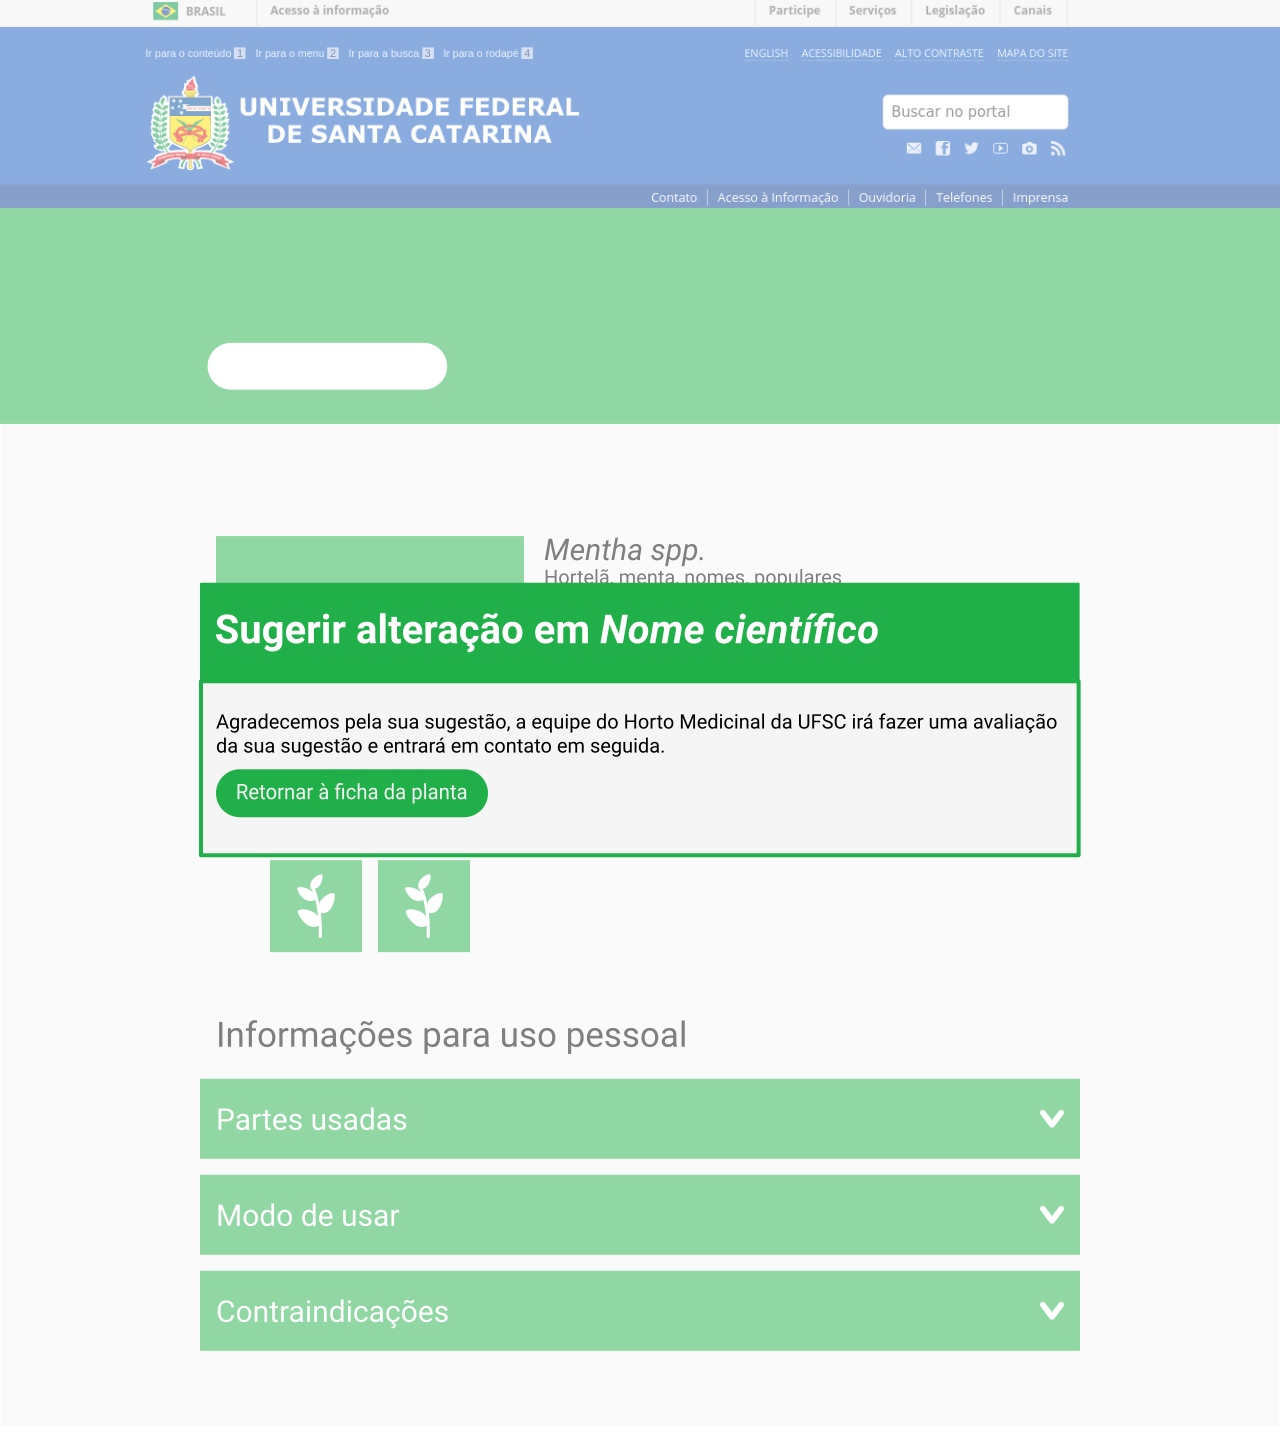 BRASIL
Acesso à informação
Participe
Serviços
Legislação
Canais
Ir para o conteúdo 1
Ir para o menu 2
Ir para a busca 3
Ir para o rodapé 4
ENGLISH
ACESSIBILIDADE
ALTO CONTRASTE
MAPA DO SITE
UNIVERSIDADE FEDERAL
DE SANTA CATARINA
Buscar no portal
Contato
Acesso à Informação
Ouvidoria
Telefones
Imprensa
Mentha spp.
Hortelã, menta, nomes, populares
Sugerir alteração em Nome científico
Agradecemos pela sua sugestão, a equipe do Horto Medicinal da UFSC irá fazer uma avaliação
da sua sugestão e entrará em contato em seguida.
Retornar à ficha da planta
Informações para uso pessoal
Partes usadas
Modo de usar
Contraindicações